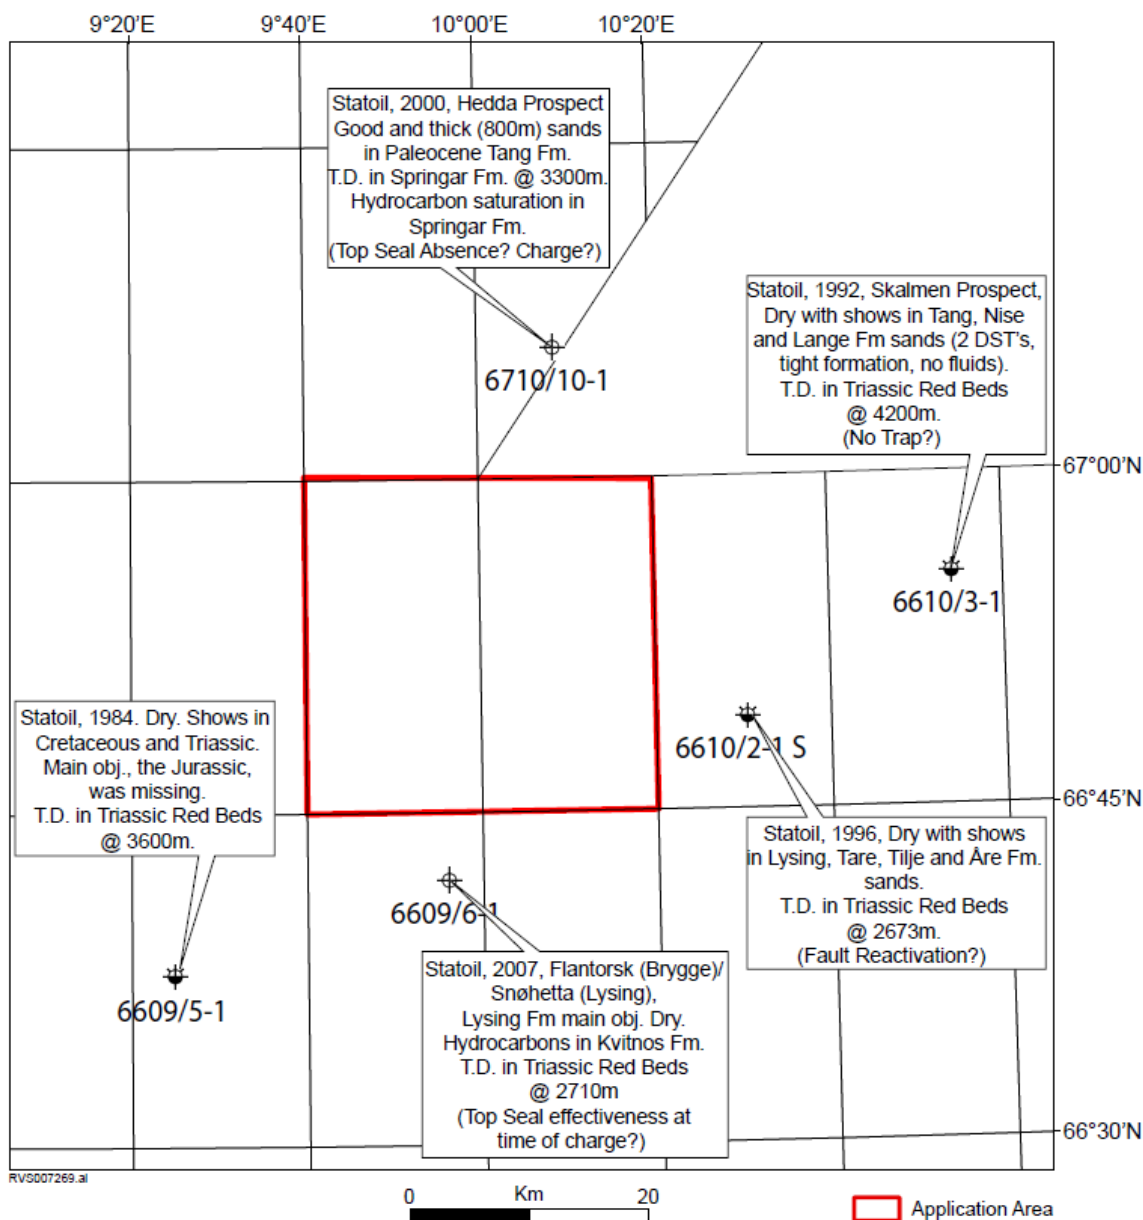 9°20'E
9°40'E
10°00'E
10°20'E
Statoil, 2000, Hedda Prospect
Good and thick (800m) sands
in Paleocene Tang Fm.
T.D. in Springar Fm. @ 3300m.
Hydrocarbon saturation in
Springar Fm.
(Top Seal Absence? Charge?)
6710/10-1
Statoil, 1992, Skalmen Prospect,
Dry with shows in Tang, Nise
and Lange Fm sands (2 DST's,
tight formation, no fluids).
T.D. in Triassic Red Beds
@ 4200m.
(No Trap?)
67°00'N
6610/3-1
Statoil, 1984. Dry. Shows in
Cretaceous and Triassic.
Main obj., the Jurassic,
was missing.
T.D. in Triassic Red Beds
@ 3600m.
6610/2-1 S
66°45'N
Statoil, 1996, Dry with shows
in Lysing, Tare, Tilje and Åre Fm.
sands.
T.D. in Triassic Red Beds
@ 2673m.
(Fault Reactivation?)
6609/6-1
6609/5-1
Statoil, 2007, Flantorsk (Brygge)/
Snøhetta (Lysing),
Lysing Fm main obj. Dry.
Hydrocarbons in Kvitnos Fm.
T.D. in Triassic Red Beds
@ 2710m
(Top Seal effectiveness at
time of charge?)
66°30'N
RVS007269.ai
0 Km 20
Application Area